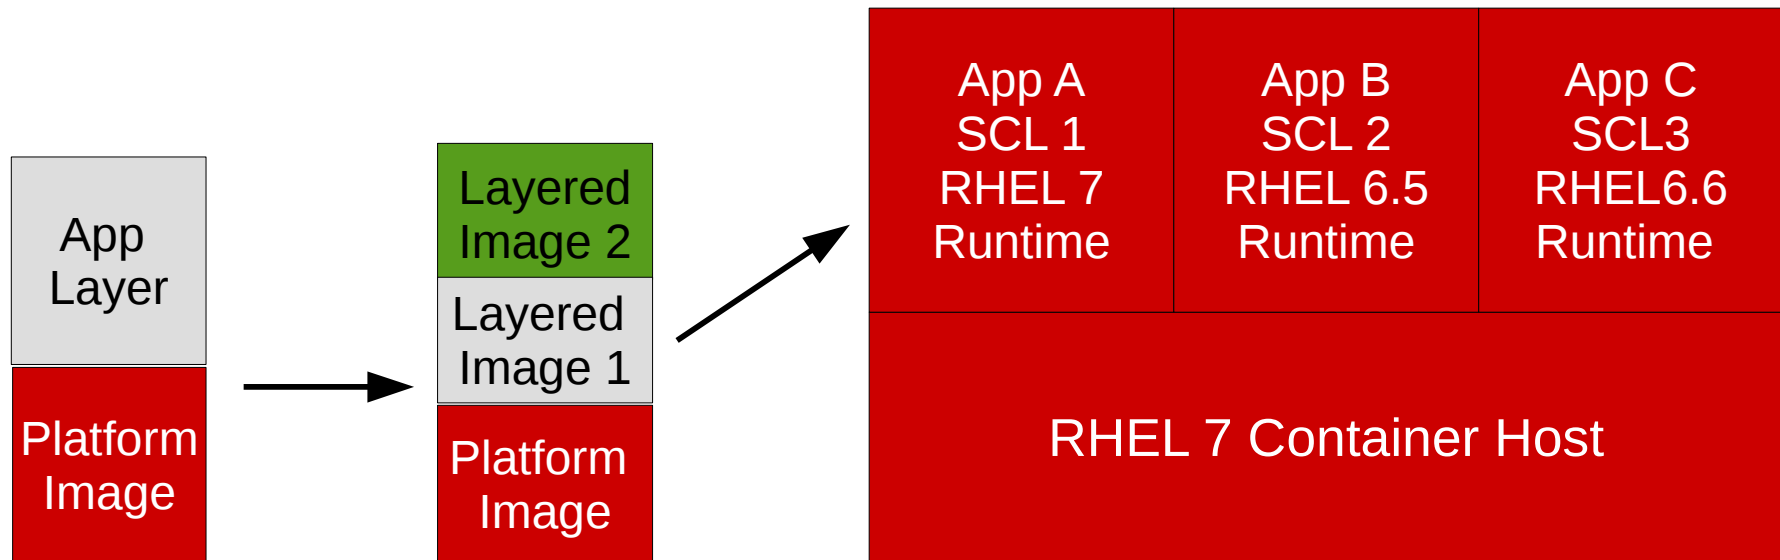 App
Layer
Platform
Image
Layered
Image 2
Layered
Image 1
Platform
Image
App A
SCL 1
RHEL 7
Runtime
App B
SCL 2
RHEL 6.5
Runtime
App C
SCL3
RHEL6.6
Runtime
RHEL 7 Container Host